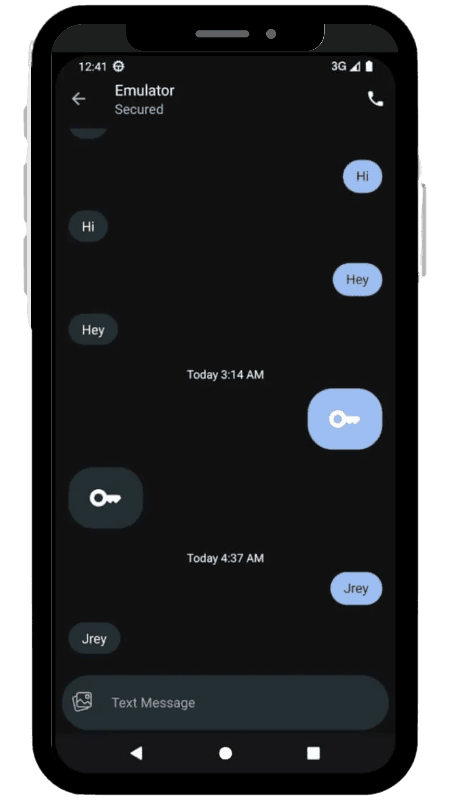 12:41
3G
Emulator
Secured
Hi
Hi
Hey
Hey
Today 3:14 AM
Today 4:37 AM
Jrey
Jrey
Text Message